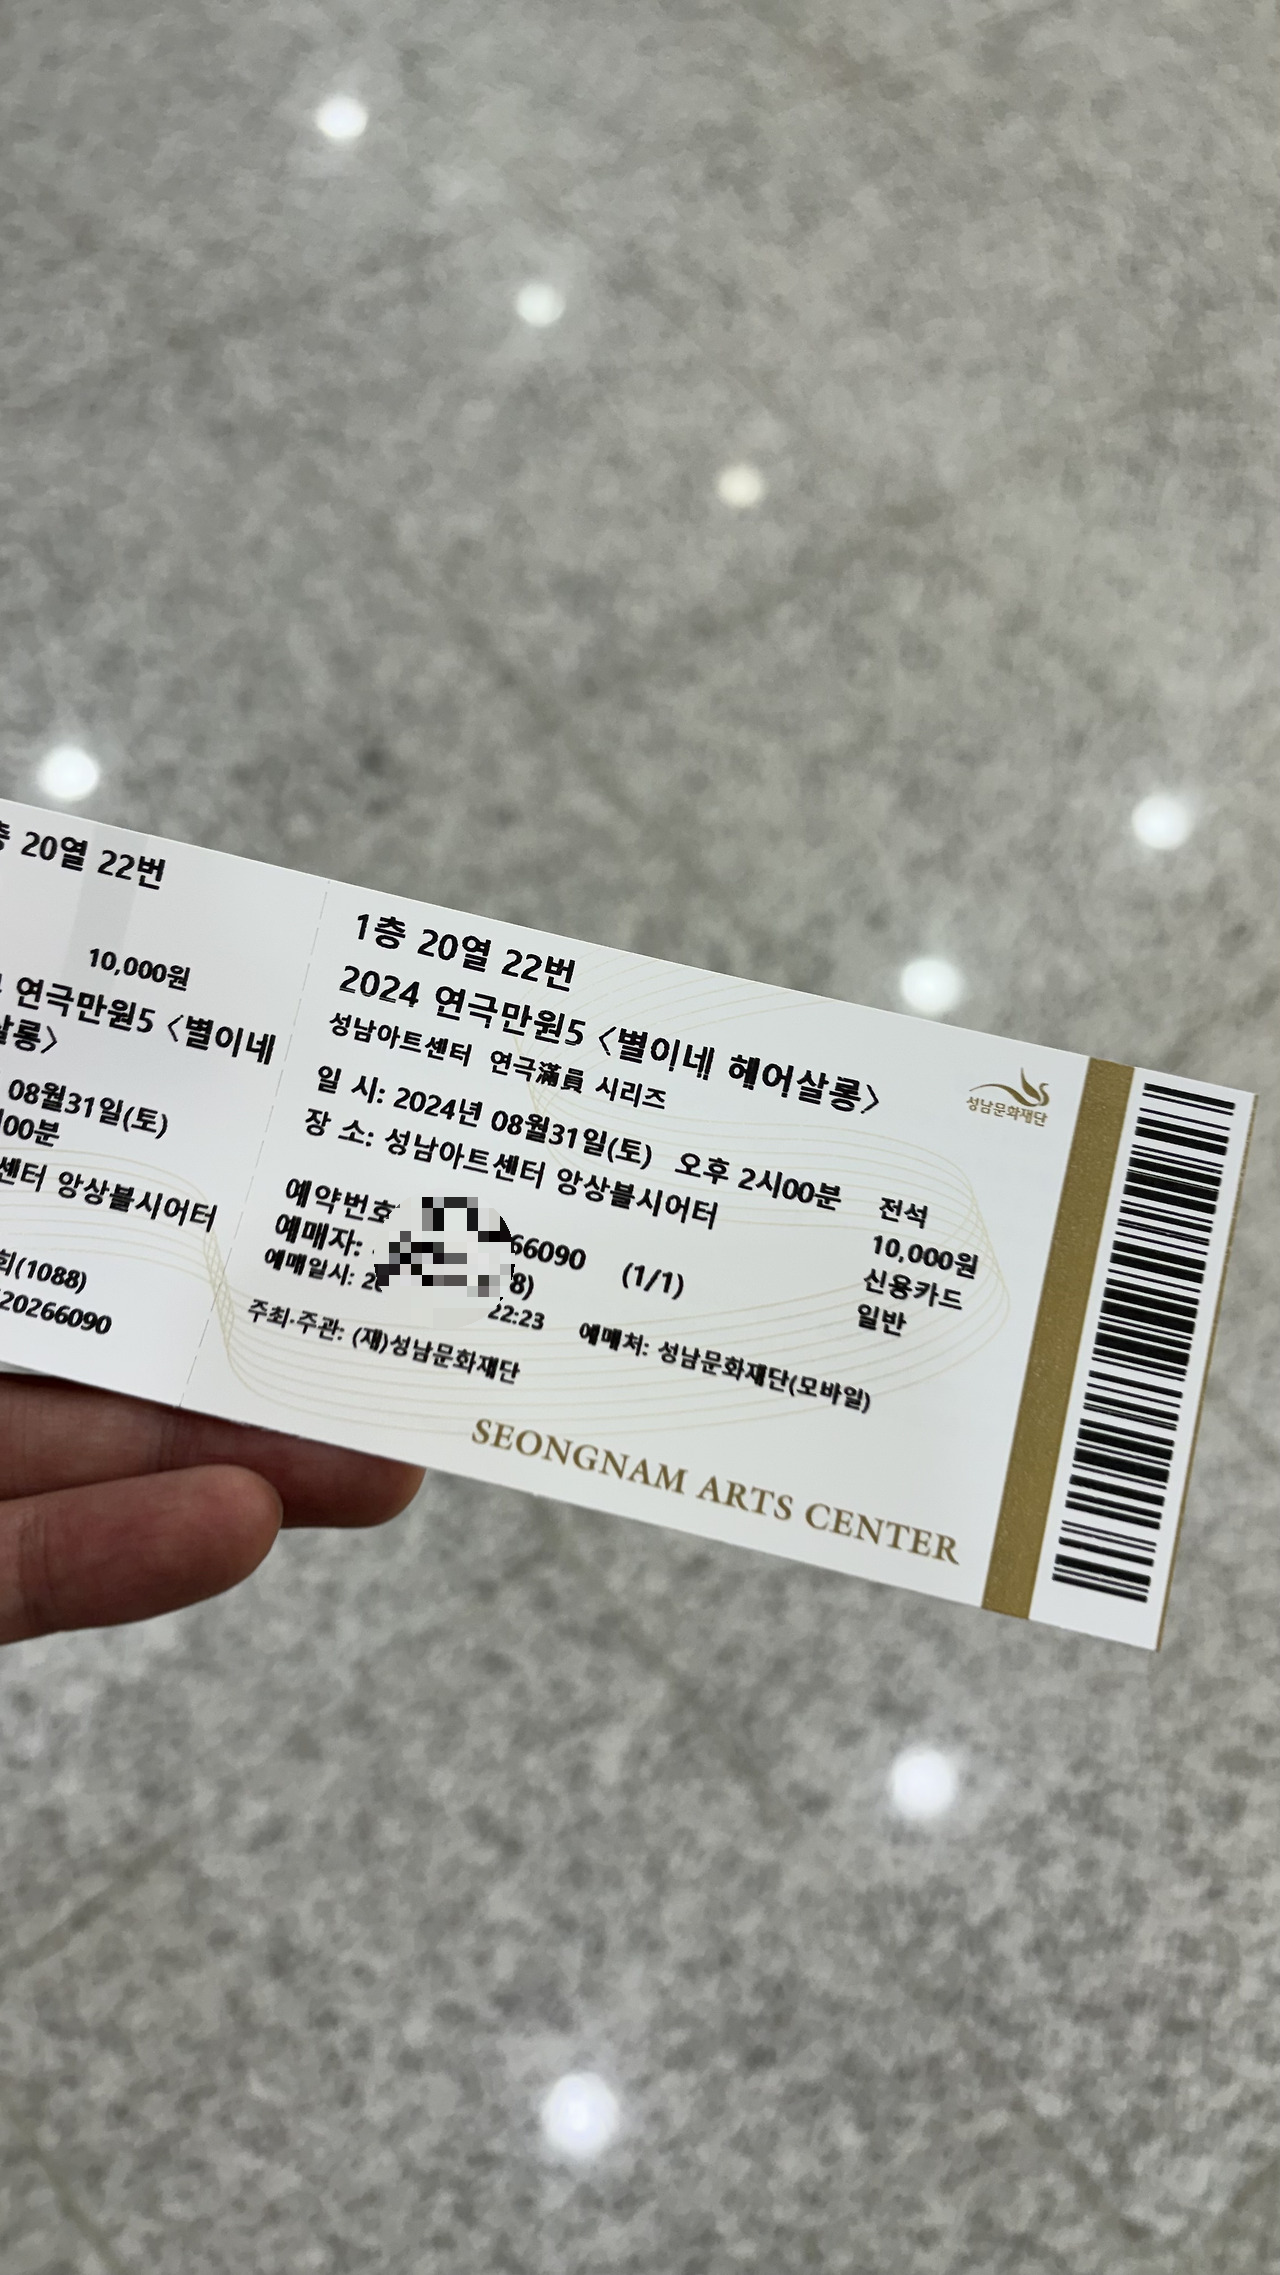 20열 22번
10,000원
연극만원5 <별이네
살롱>
08월31일(토)
00분
센터 앙상블시어터
회(1088)
20266090
1층 20열 22번
2024 연극만원5 <별이네 헤어살롱>
성남아트센터 연극滿員 시리즈
일 시: 2024년 08월31일(토) 오후 2시00분
장 소: 성남아트센터 앙상블시어터
예약번호 66090 (1/1)
예매자: 8)
예매일시: 22:23 예매처: 성남문화재단(모바일)
주최·주관: (재)성남문화재단
전석
10,000원
신용카드
일반
성남문화재단
SEONGNAM ARTS CENTER